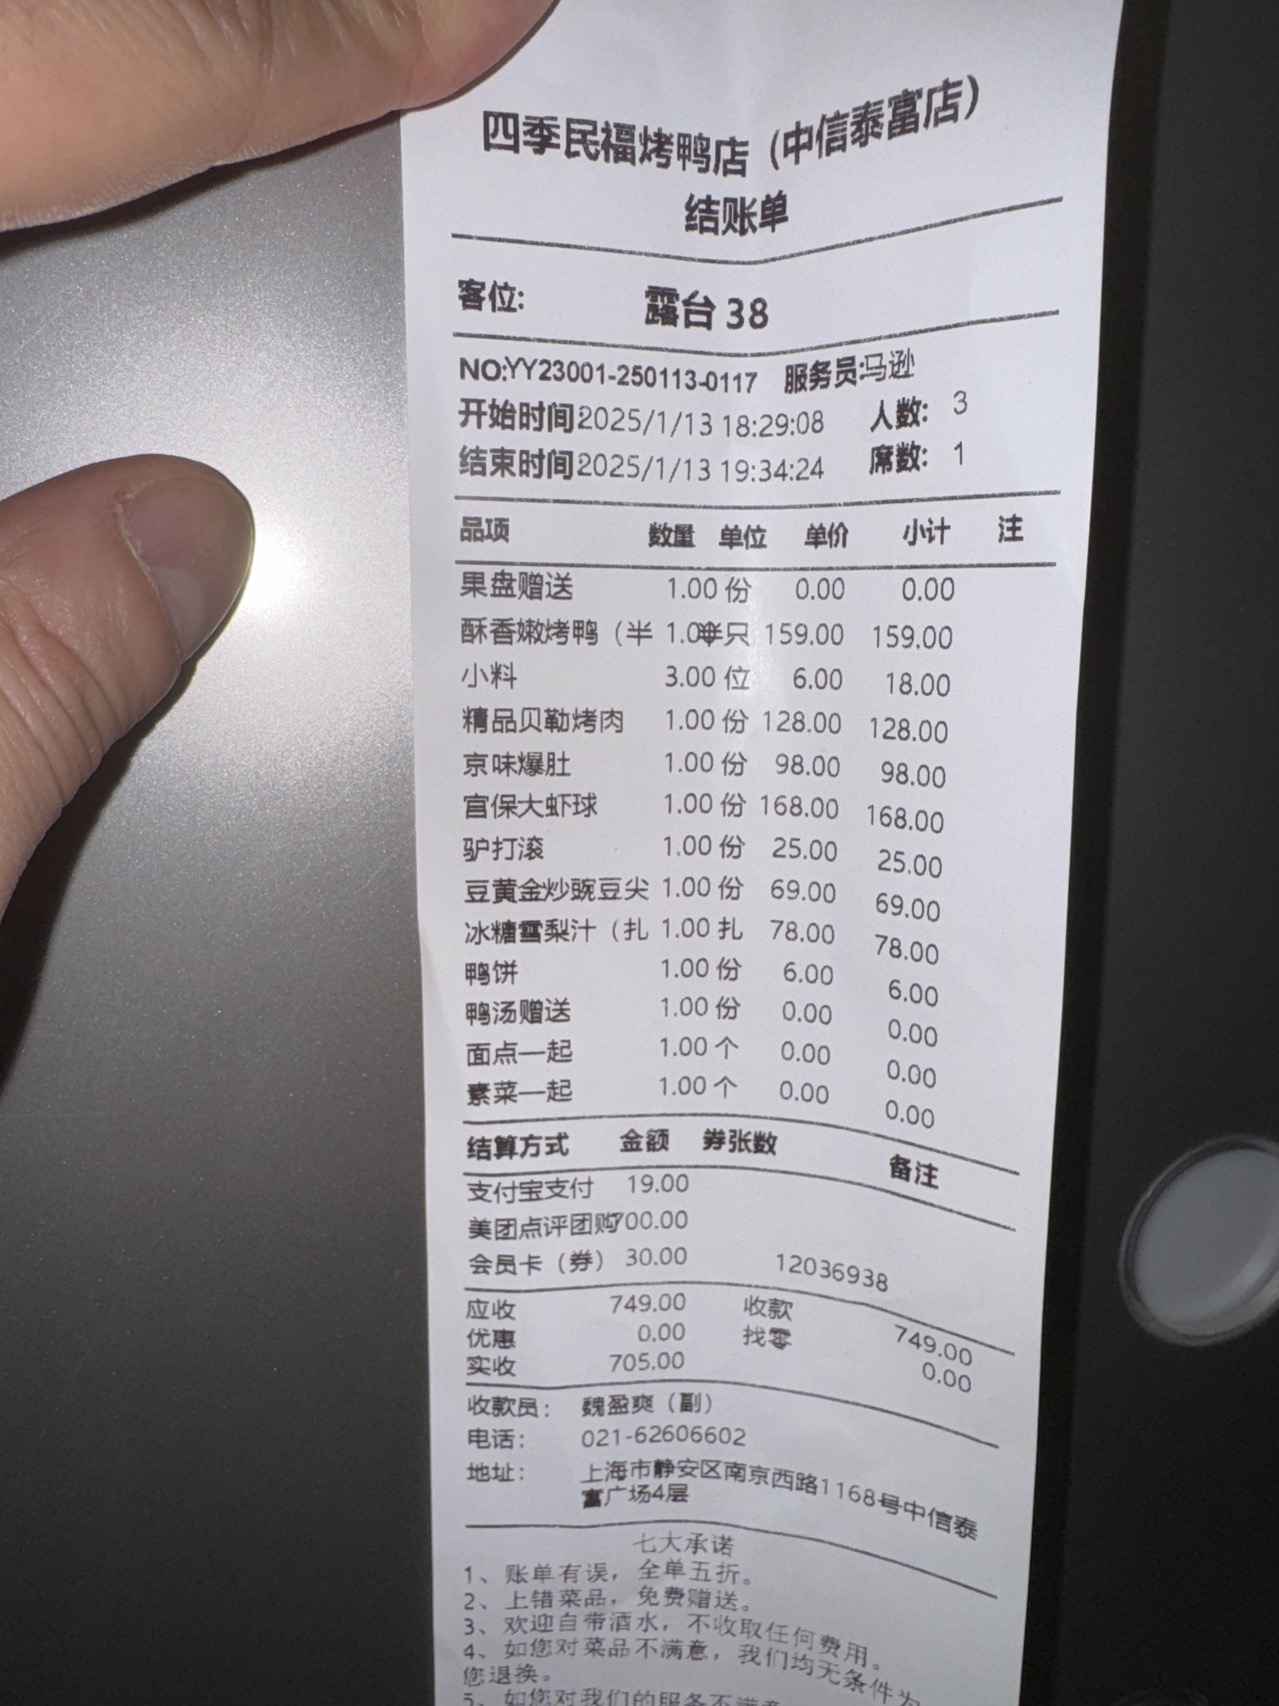 四季民福烤鸭店（中信泰富店）
结账单
客位: 露台 38
NO:YY23001-250113-0117 服务员:马逊
开始时间:2025/1/13 18:29:08 人数: 3
结束时间:2025/1/13 19:34:24 席数: 1
品项 数量 单位 单价 小计 注
果盘赠送 1.00 份 0.00 0.00
酥香嫩烤鸭（半 1.00 半只 159.00 159.00
小料 3.00 位 6.00 18.00
精品贝勒烤肉 1.00 份 128.00 128.00
京味爆肚 1.00 份 98.00 98.00
宫保大虾球 1.00 份 168.00 168.00
驴打滚 1.00 份 25.00 25.00
豆黄金炒豌豆尖 1.00 份 69.00 69.00
冰糖雪梨汁（扎 1.00 扎 78.00 78.00
鸭饼 1.00 份 6.00 6.00
鸭汤赠送 1.00 份 0.00 0.00
面点一起 1.00 个 0.00 0.00
素菜一起 1.00 个 0.00 0.00
结算方式 金额 券张数 备注
支付宝支付 19.00
美团点评团购700.00
会员卡（券） 30.00 12036938
应收 749.00 收款 749.00
优惠 0.00 找零 0.00
实收 705.00
收款员: 魏盈爽（副）
电话: 021-62606602
地址: 上海市静安区南京西路1168号中信泰
富广场4层
七大承诺
1、账单有误，全单五折。
2、上错菜品，免费赠送。
3、欢迎自带酒水，不收取任何费用。
4、如您对菜品不满意，我们均无条件为
您退换。
5、如您对我们的服务不满意